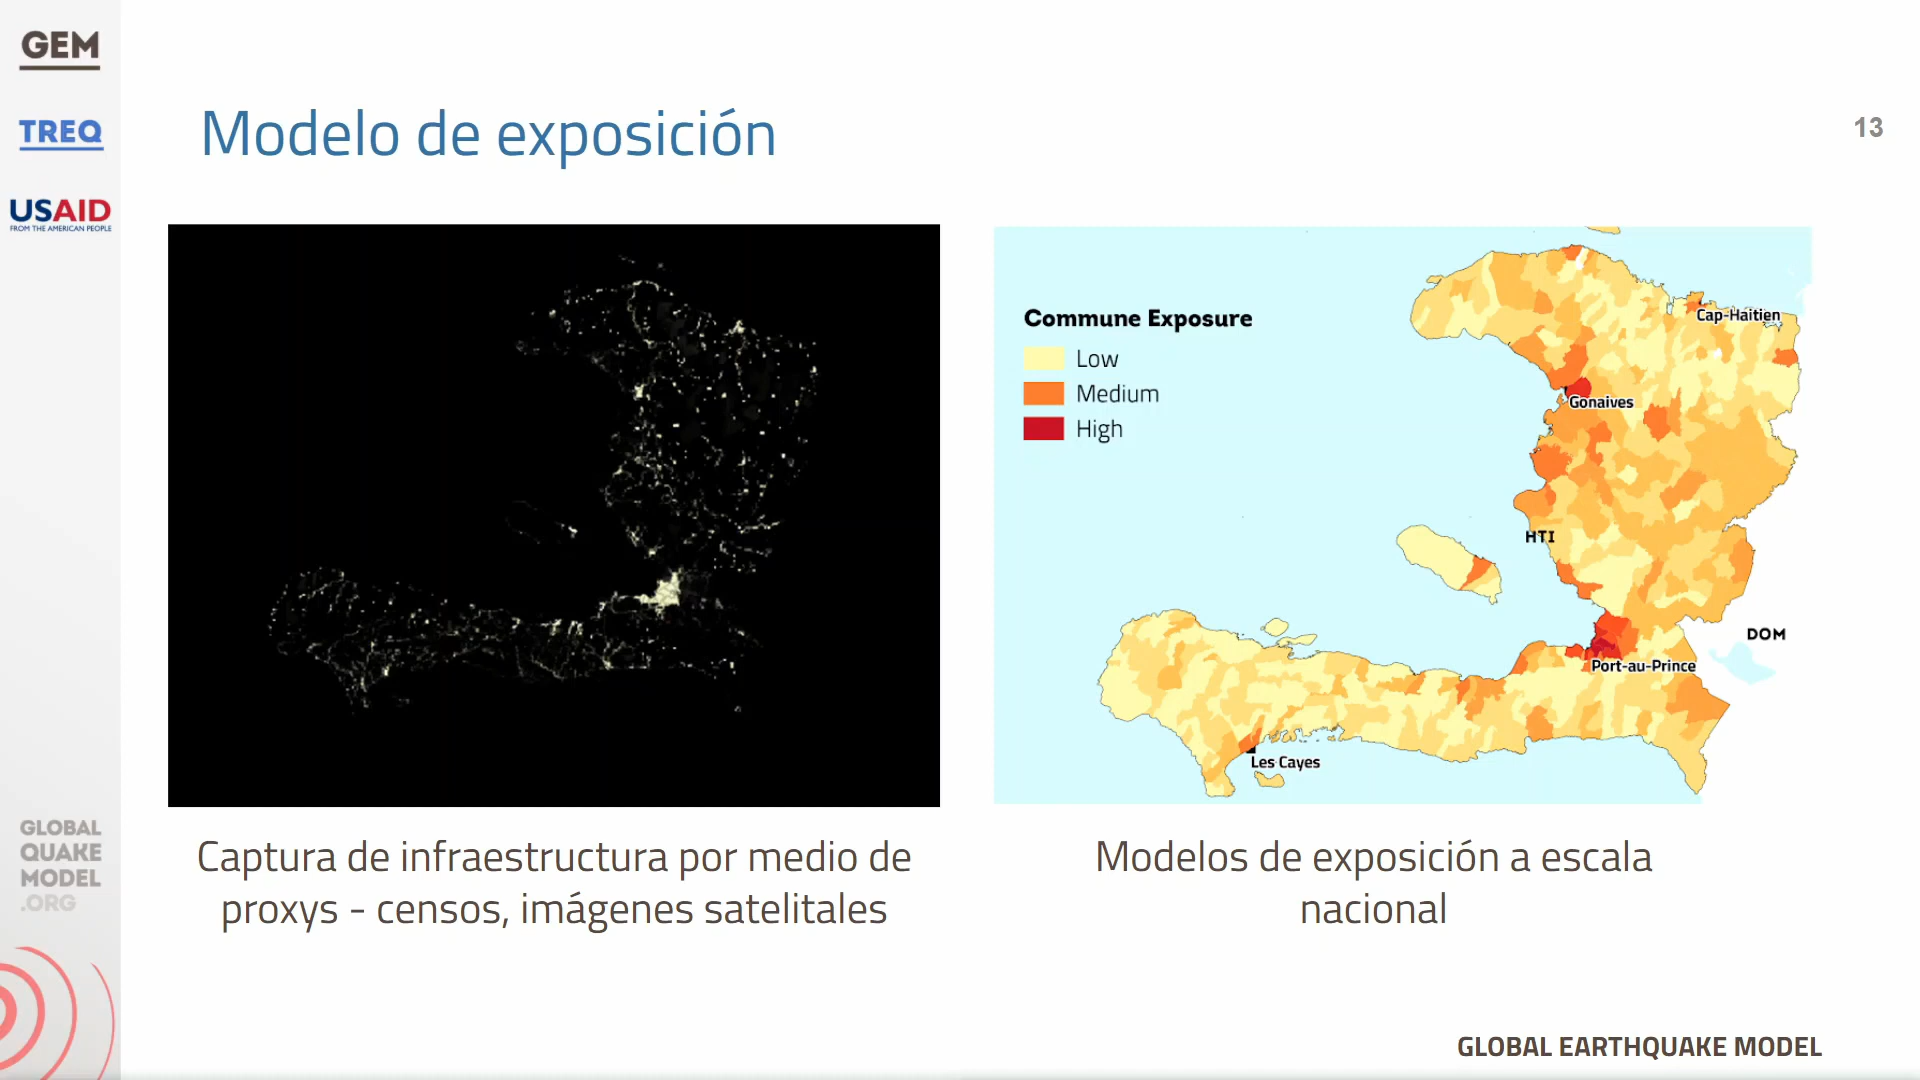 GEM
TREQ
USAID
FROM THE AMERICAN PEOPLE
Modelo de exposición
13
Commune Exposure
Low
Medium
High
Cap-Haitien
Gonaives
HTI
DOM
Port-au-Prince
Les Cayes
Captura de infraestructura por medio de
proxys - censos, imágenes satelitales
Modelos de exposición a escala
nacional
GLOBAL
QUAKE
MODEL
.ORG
GLOBAL EARTHQUAKE MODEL